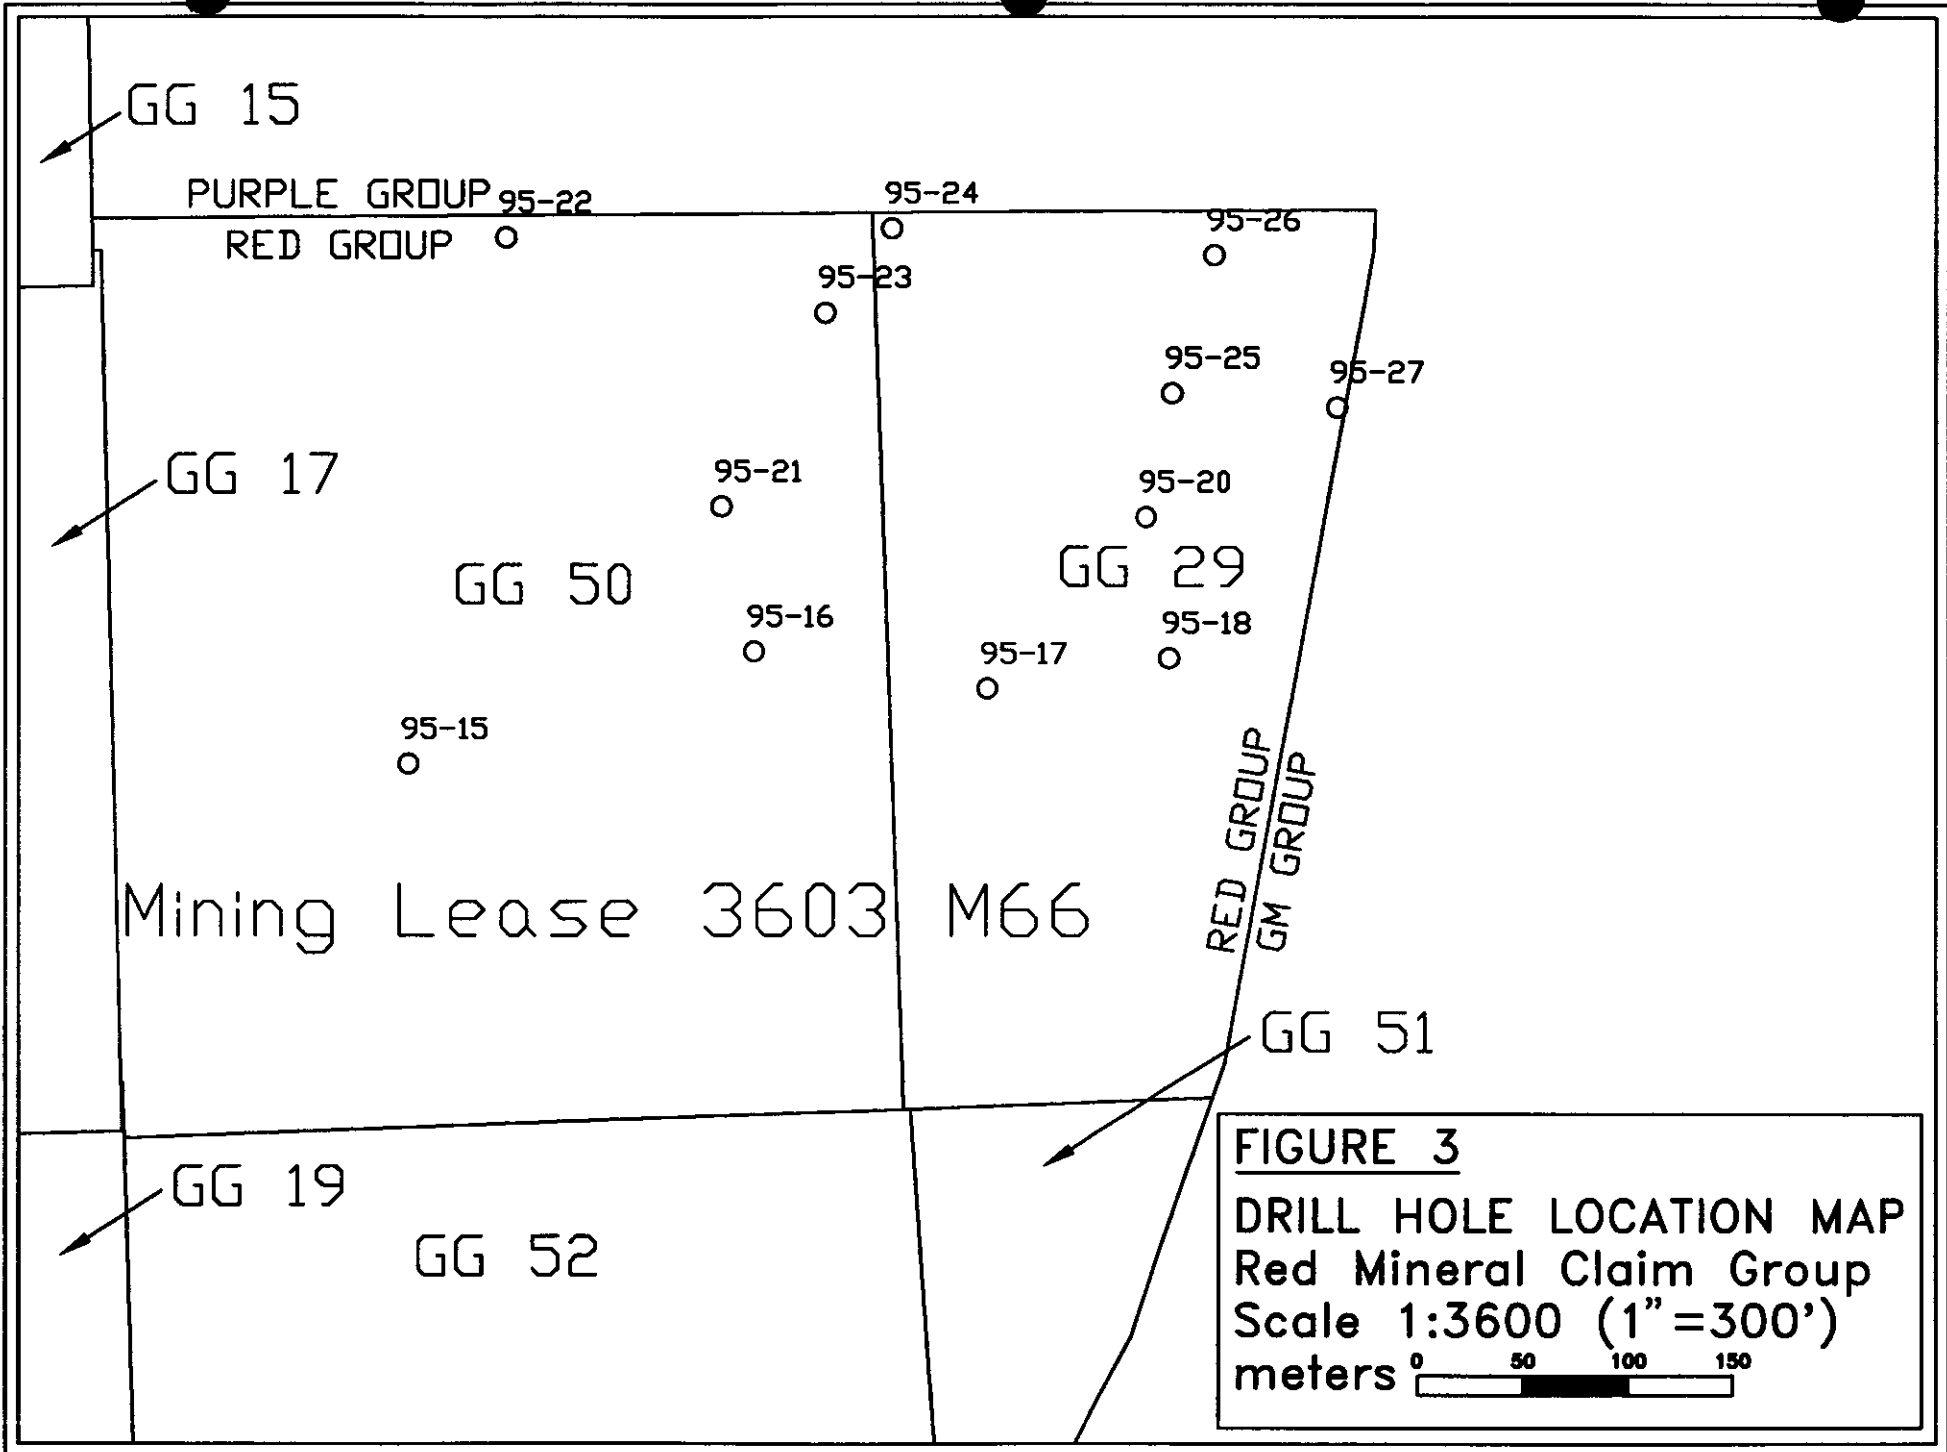 GG 15
PURPLE GROUP
95-22
95-24
95-26
RED GROUP
95-23
95-25
95-27
GG 17
95-21
95-20
GG 50
GG 29
95-16
95-18
95-17
95-15
RED GROUP
GM GROUP
Mining Lease 3603 M66
GG 51
GG 19
GG 52
FIGURE 3
DRILL HOLE LOCATION MAP
Red Mineral Claim Group
Scale 1:3600 (1"=300')
meters 0 50 100 150